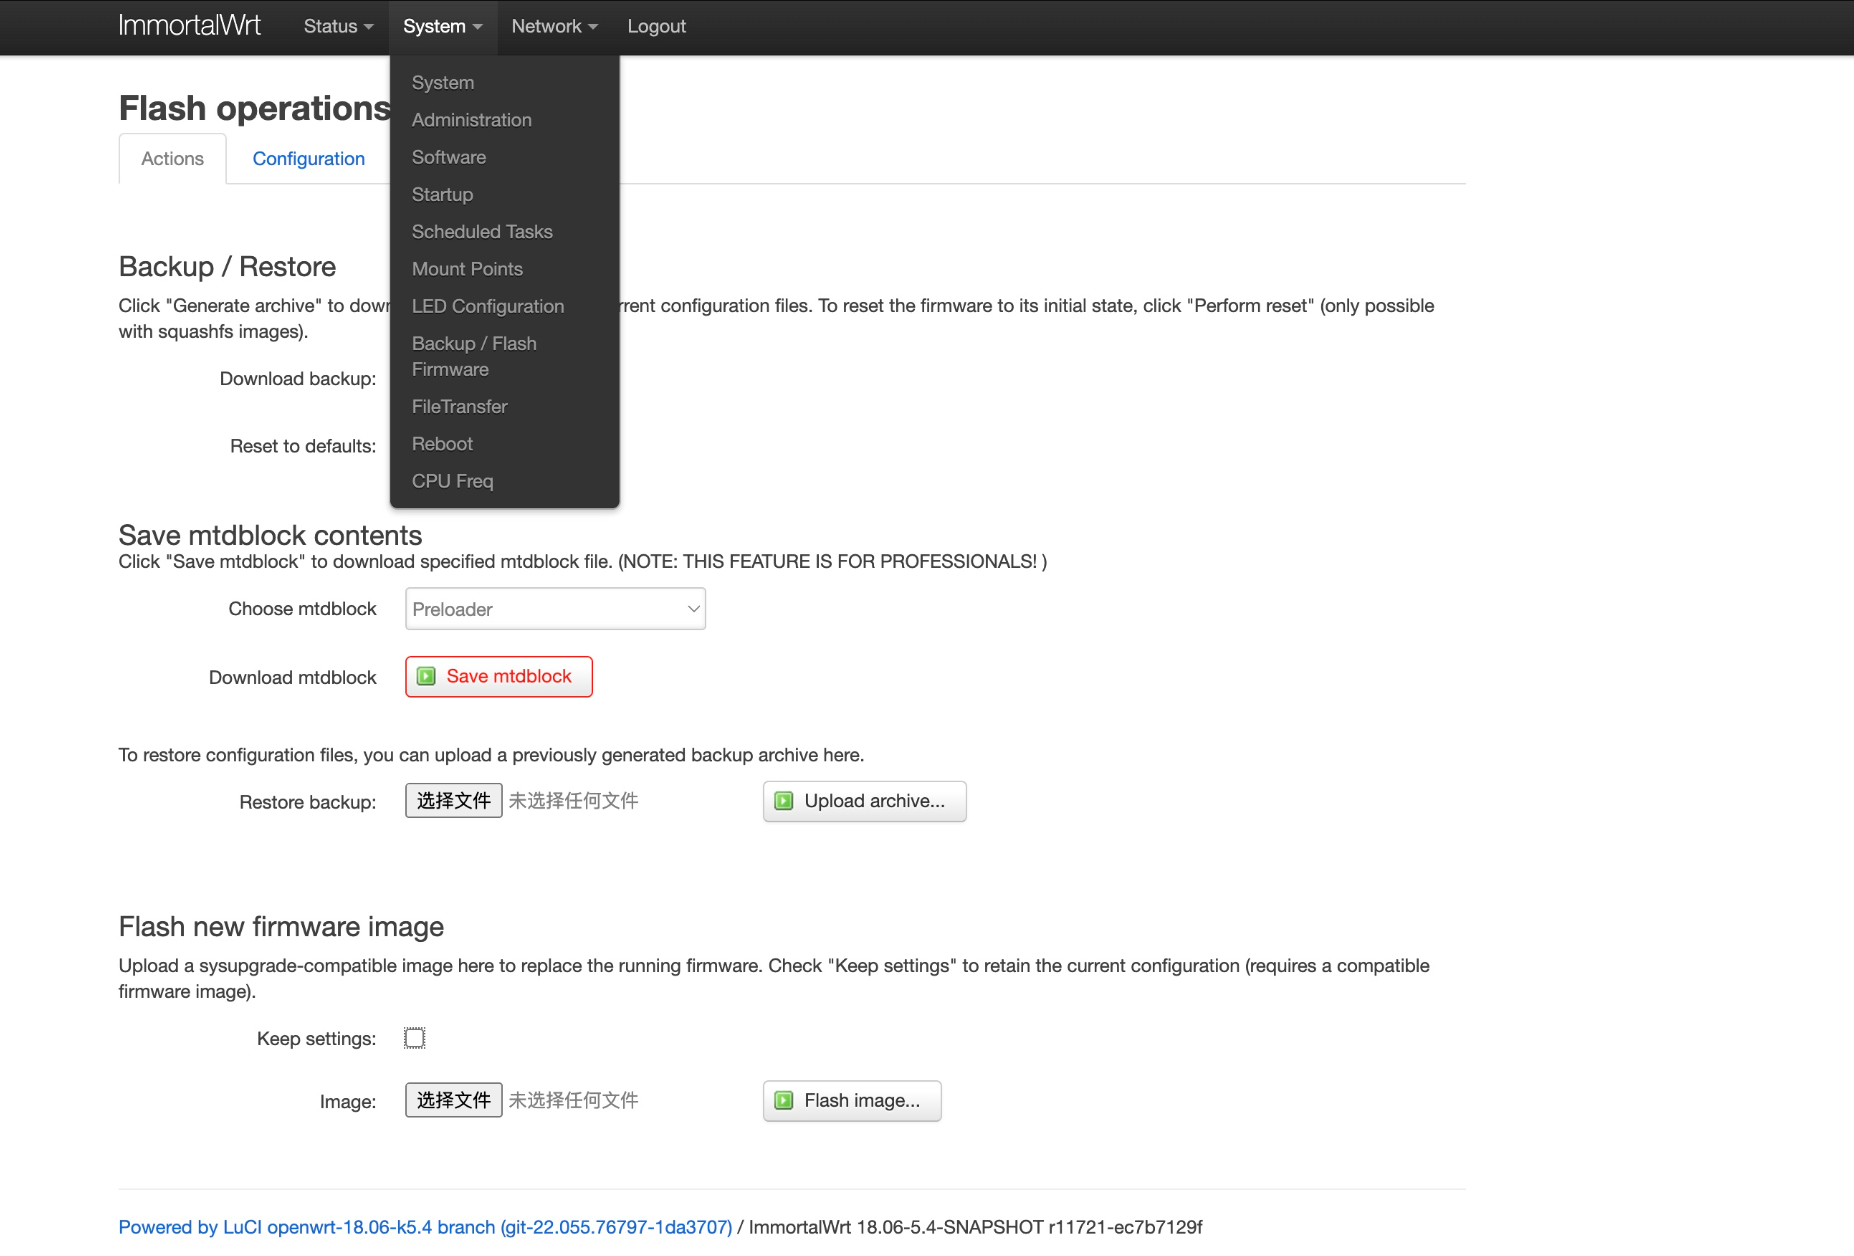 ImmortalWrt Status System Network Logout
System
Administration
Software
Startup
Scheduled Tasks
Mount Points
LED Configuration
Backup / Flash
Firmware
FileTransfer
Reboot
CPU Freq
Flash operations
Actions Configuration
Backup / Restore
Click "Generate archive" to down rrent configuration files. To reset the firmware to its initial state, click "Perform reset" (only possible
with squashfs images).
Download backup:
Reset to defaults:
Save mtdblock contents
Click "Save mtdblock" to download specified mtdblock file. (NOTE: THIS FEATURE IS FOR PROFESSIONALS! )
Choose mtdblock Preloader
Download mtdblock Save mtdblock
To restore configuration files, you can upload a previously generated backup archive here.
Restore backup: 选择文件 未选择任何文件 Upload archive...
Flash new firmware image
Upload a sysupgrade-compatible image here to replace the running firmware. Check "Keep settings" to retain the current configuration (requires a compatible
firmware image).
Keep settings:
Image: 选择文件 未选择任何文件 Flash image...
Powered by LuCI openwrt-18.06-k5.4 branch (git-22.055.76797-1da3707) / ImmortalWrt 18.06-5.4-SNAPSHOT r11721-ec7b7129f